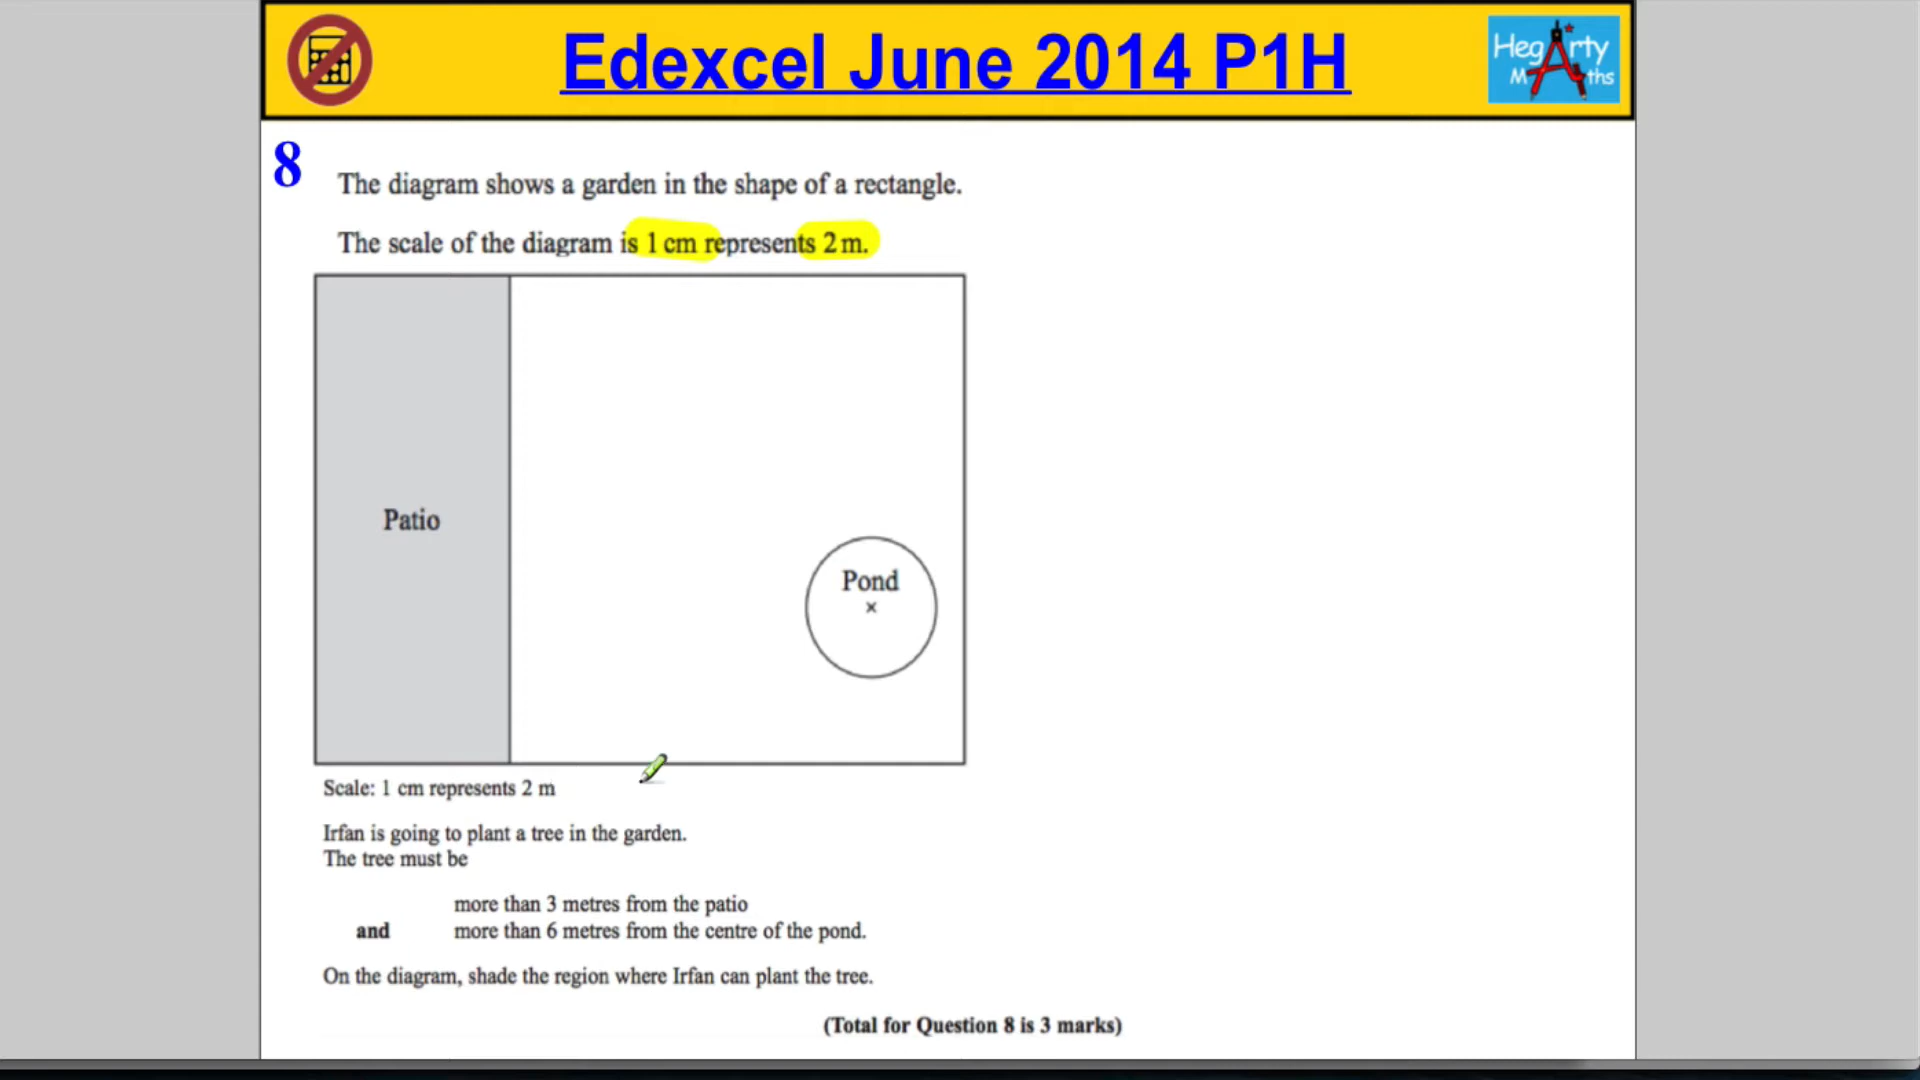 Edexcel June 2014 P1H
Hegarty
Maths
8
The diagram shows a garden in the shape of a rectangle.
The scale of the diagram is 1 cm represents 2 m.
Patio
Pond
×
Scale: 1 cm represents 2 m
Irfan is going to plant a tree in the garden.
The tree must be
more than 3 metres from the patio
and more than 6 metres from the centre of the pond.
On the diagram, shade the region where Irfan can plant the tree.
(Total for Question 8 is 3 marks)